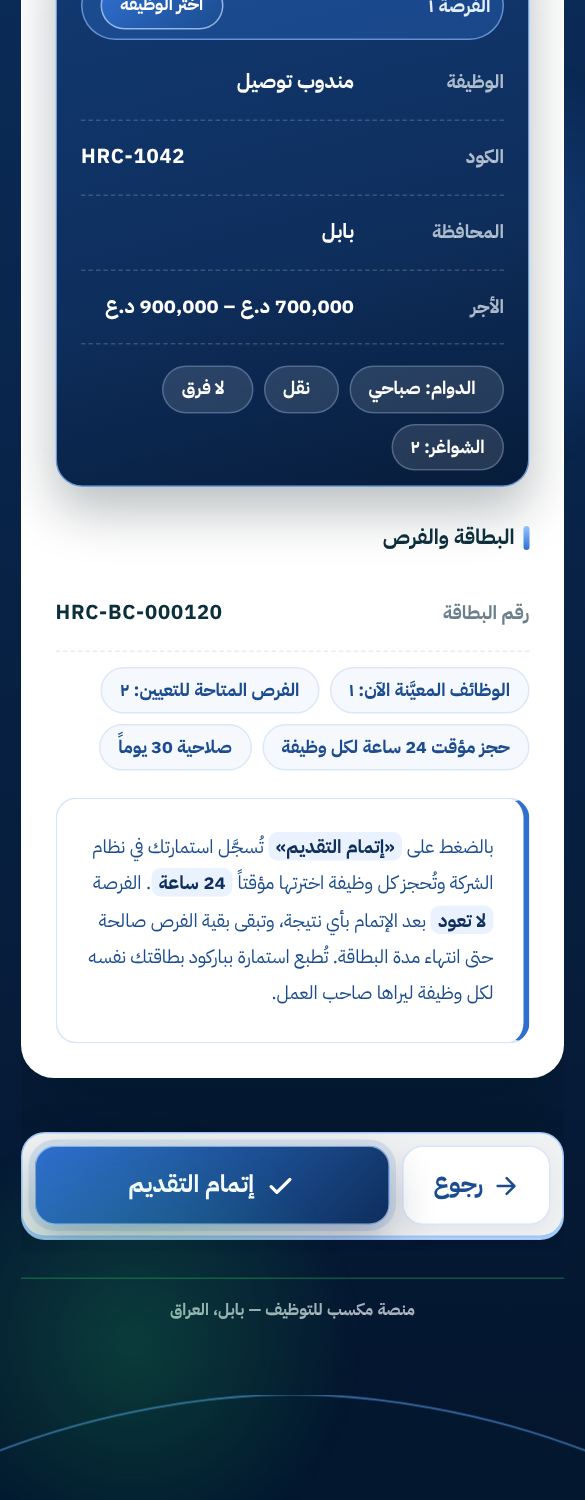 الفرصة ١ اختر الوظيفة
الوظيفة مندوب توصيل
الكود HRC-1042
المحافظة بابل
الأجر 700,000 د.ع – 900,000 د.ع
الدوام: صباحي نقل لا فرق
الشواغر: ٢
البطاقة والفرص
رقم البطاقة HRC-BC-000120
الوظائف المعيَّنة الآن: ١ الفرص المتاحة للتعيين: ٢
حجز مؤقت 24 ساعة لكل وظيفة صلاحية 30 يوماً
بالضغط على «إتمام التقديم» تُسجَّل استمارتك في نظام
الشركة وتُحجز كل وظيفة اخترتها مؤقتاً 24 ساعة. الفرصة
لا تعود بعد الإتمام بأي نتيجة، وتبقى بقية الفرص صالحة
حتى انتهاء مدة البطاقة. تُطبع استمارة بباركود بطاقتك نفسه
لكل وظيفة ليراها صاحب العمل.
رجوع إتمام التقديم
منصة مكسب للتوظيف — بابل، العراق